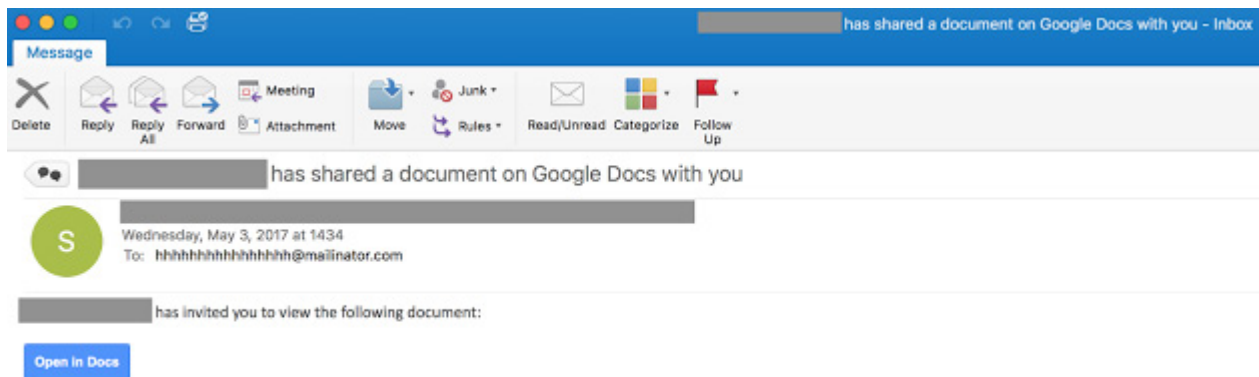 has shared a document on Google Docs with you - Inbox
Message
Delete
Reply
Reply All
Forward
Meeting
Attachment
Move
Junk
Rules
Read/Unread
Categorize
Follow Up
has shared a document on Google Docs with you
S
Wednesday, May 3, 2017 at 1434
To: hhhhhhhhhhhhhhhh@mailinator.com
has invited you to view the following document:
Open in Docs